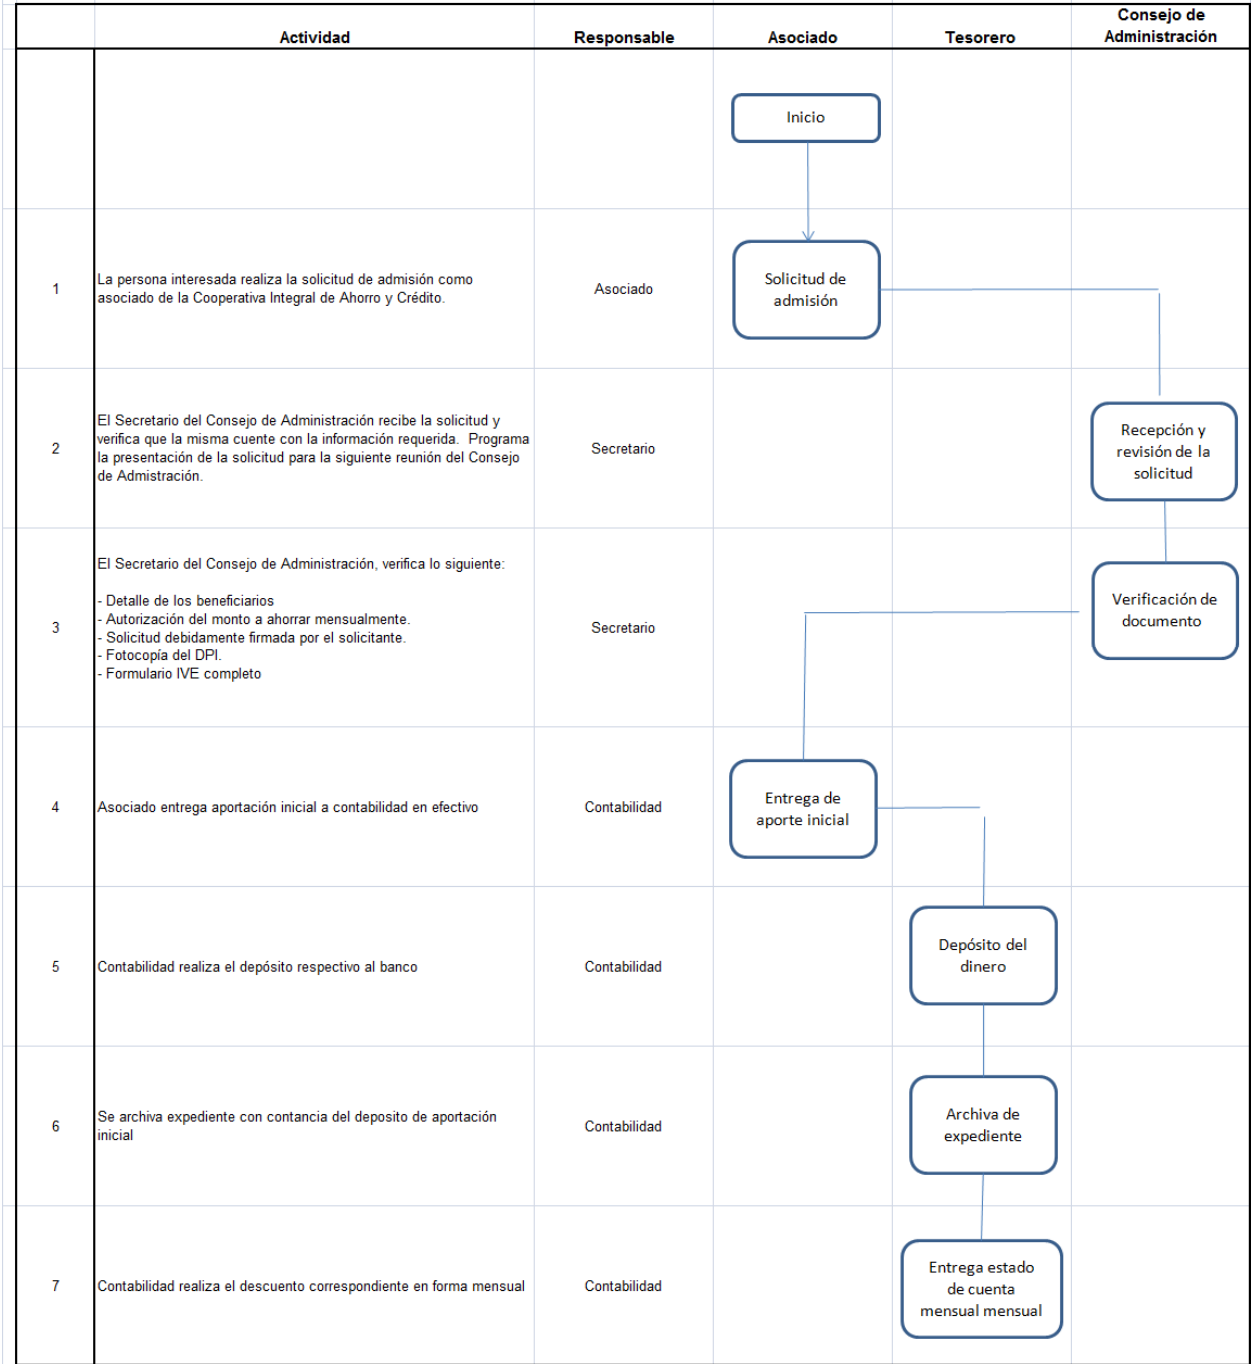 Actividad
Responsable
Asociado
Tesorero
Consejo de
Administración
Inicio
1
La persona interesada realiza la solicitud de admisión como
asociado de la Cooperativa Integral de Ahorro y Crédito.
Asociado
Solicitud de
admisión
2
El Secretario del Consejo de Administración recibe la solicitud y
verifica que la misma cuente con la información requerida.  Programa
la presentación de la solicitud para la siguiente reunión del Consejo
de Admistración.
Secretario
Recepción y
revisión de la
solicitud
3
El Secretario del Consejo de Administración, verifica lo siguiente:
- Detalle de los beneficiarios
- Autorización del monto a ahorrar mensualmente.
- Solicitud debidamente firmada por el solicitante.
- Fotocopía del DPI.
- Formulario IVE completo
Secretario
Verificación de
documento
4
Asociado entrega aportación inicial a contabilidad en efectivo
Contabilidad
Entrega de
aporte inicial
5
Contabilidad realiza el depósito respectivo al banco
Contabilidad
Depósito del
dinero
6
Se archiva expediente con contancia del deposito de aportación
inicial
Contabilidad
Archiva de
expediente
7
Contabilidad realiza el descuento correspondiente en forma mensual
Contabilidad
Entrega estado
de cuenta
mensual mensual